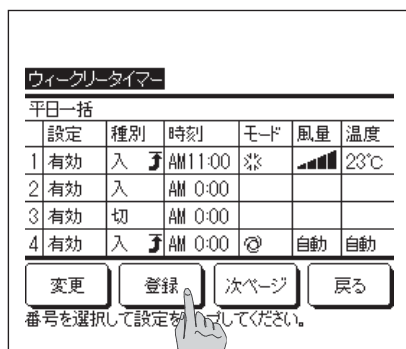 ウィークリータイマー
平日一括
設定 種別 時刻 モード 風量 温度
1 有効 入 AM11:00 23℃
2 有効 入 AM 0:00
3 有効 切 AM 0:00
4 有効 入 AM 0:00 自動 自動
変更 登録 次ページ 戻る
番号を選択して設定を してください。